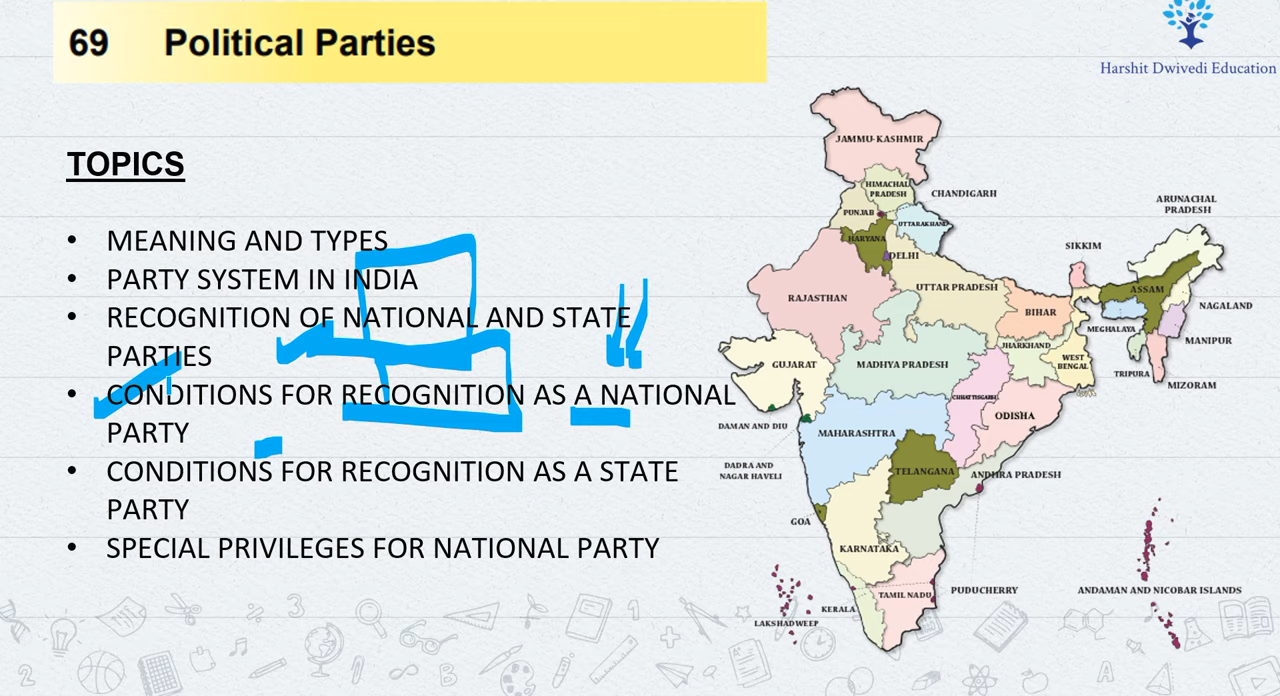 69 Political Parties
Harshit Dwivedi Education
TOPICS
• MEANING AND TYPES
• PARTY SYSTEM IN INDIA
• RECOGNITION OF NATIONAL AND STATE
PARTIES
• CONDITIONS FOR RECOGNITION AS A NATIONAL
PARTY
• CONDITIONS FOR RECOGNITION AS A STATE
PARTY
• SPECIAL PRIVILEGES FOR NATIONAL PARTY
JAMMU-KASHMIR
HIMACHAL
PRADESH
CHANDIGARH
PUNJAB
UTTARAKHAND
HARYANA
DELHI
ARUNACHAL
PRADESH
SIKKIM
RAJASTHAN
UTTAR PRADESH
BIHAR
ASSAM
NAGALAND
MEGHALAYA
MANIPUR
TRIPURA
MIZORAM
GUJARAT
MADHYA PRADESH
JHARKHAND
WEST
BENGAL
CHHATTISGARH
ODISHA
DAMAN AND DIU
MAHARASHTRA
DADRA AND
NAGAR HAVELI
TELANGANA
ANDHRA PRADESH
GOA
KARNATAKA
TAMIL NADU
PUDUCHERRY
KERALA
LAKSHADWEEP
ANDAMAN AND NICOBAR ISLANDS